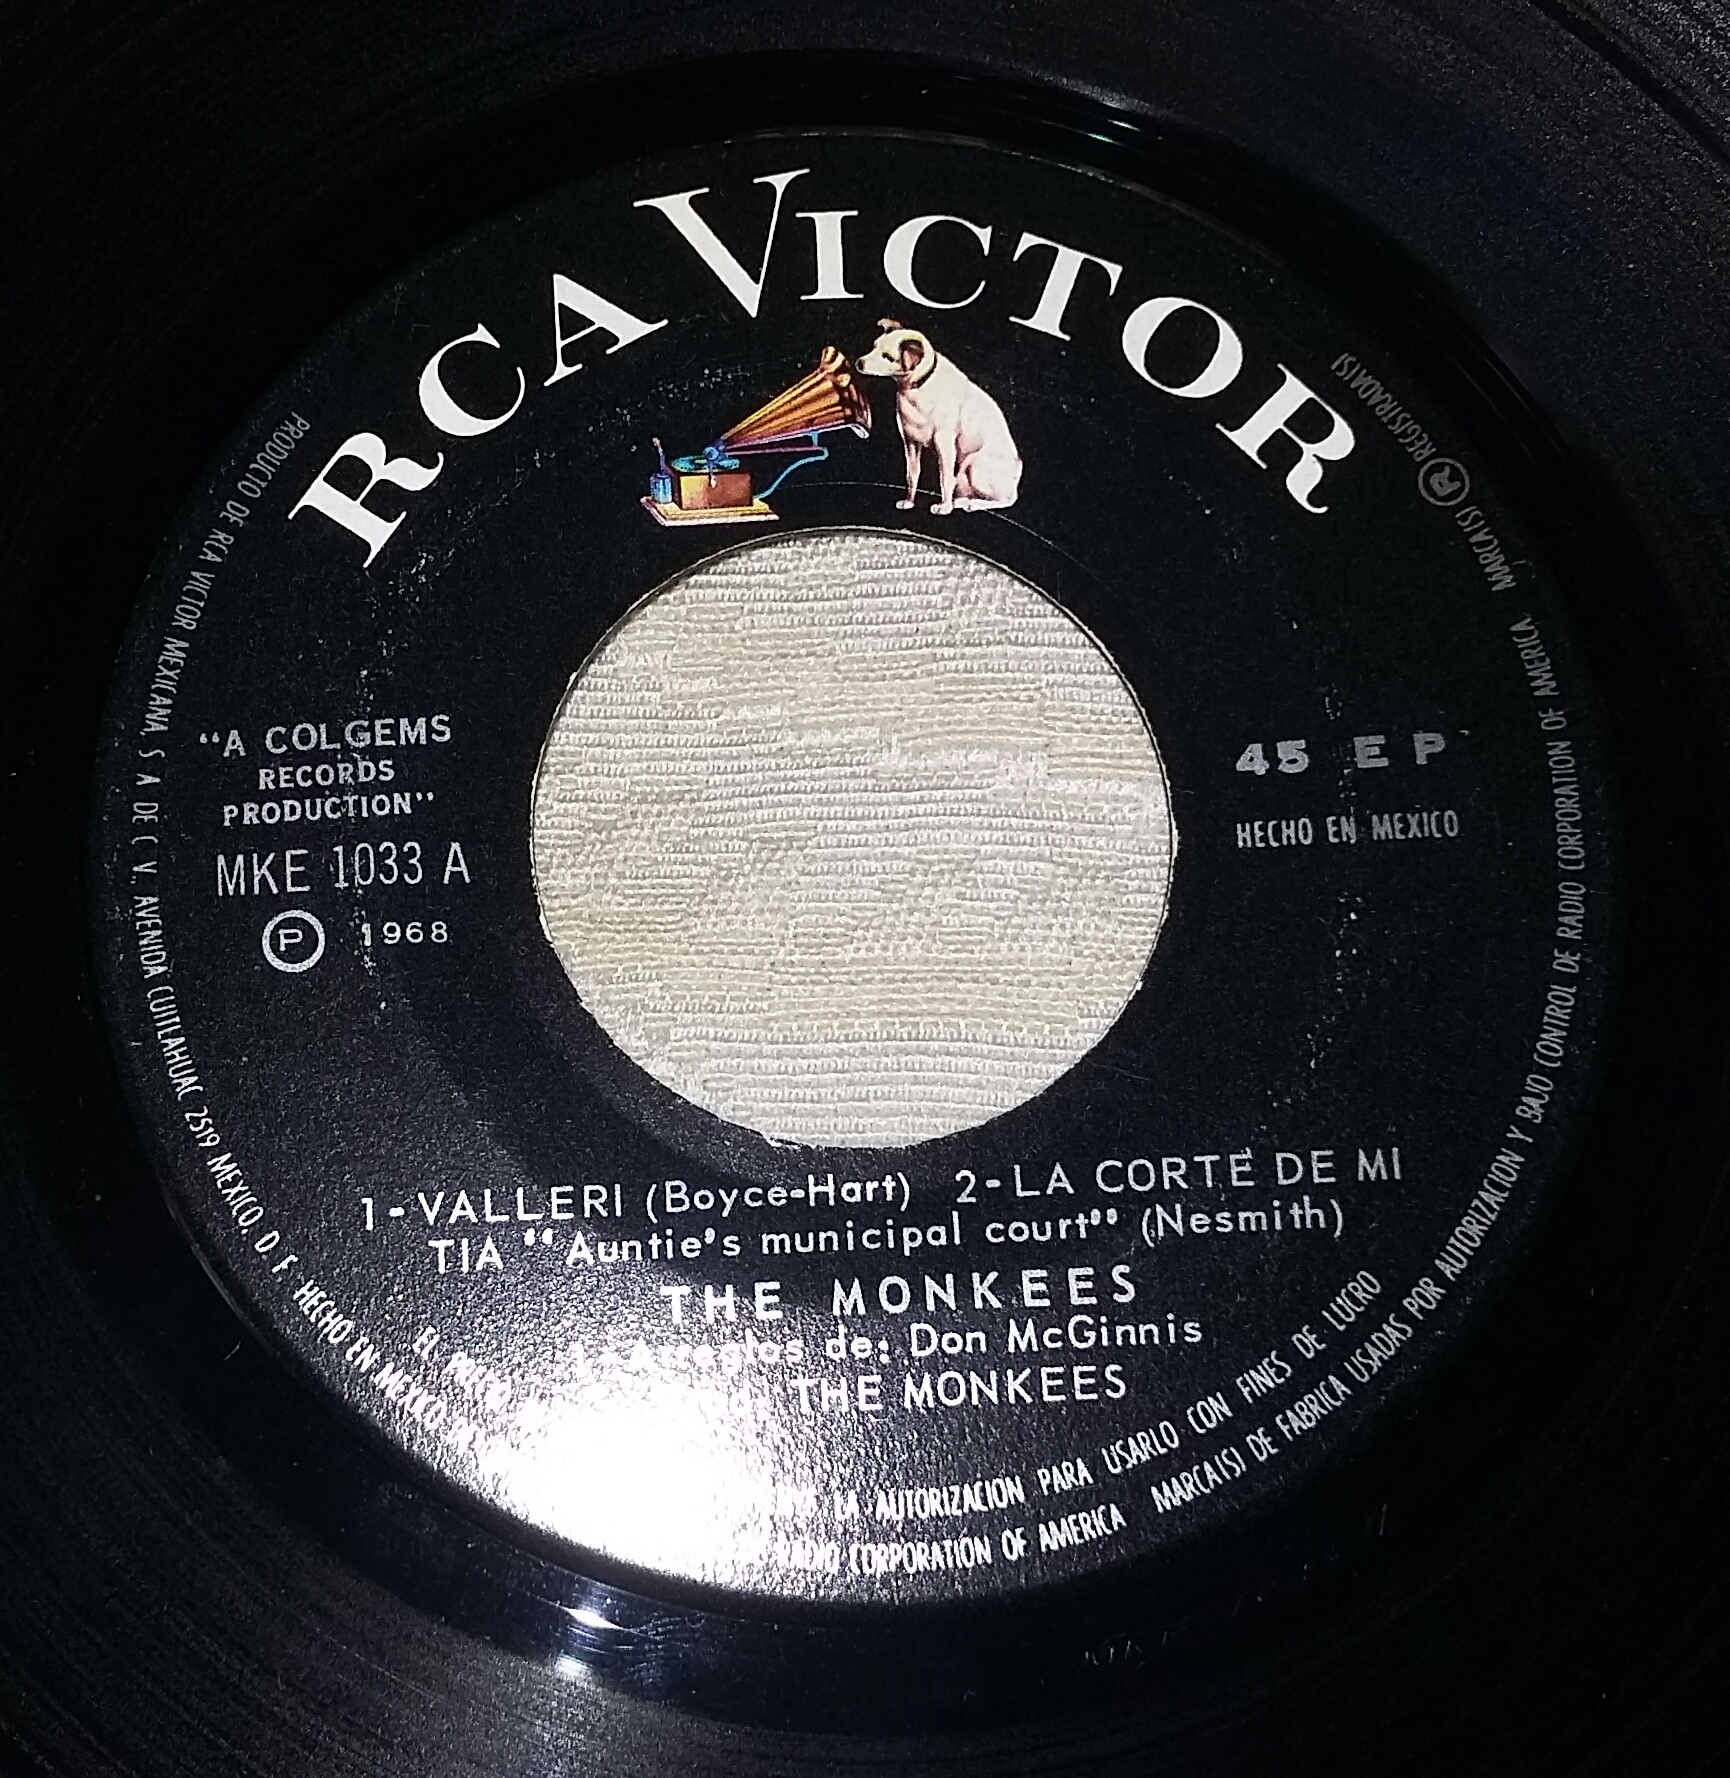 RCA VICTOR
"A COLGEMS
RECORDS
PRODUCTION"
MKE 1033 A
Ⓟ 1968
45 EP
HECHO EN MEXICO
1-VALLERI (Boyce-Hart) 2-LA CORTE DE MI
TIA "Auntie's municipal court" (Nesmith)
THE MONKEES
Arreglos de: Don McGinnis
THE MONKEES
LA AUTORIZACION PARA USARLO CON FINES DE LUCRO
PRODUCTO DE RCA VICTOR MEXICANA, S A DE C V. AVENIDA CUITLAHUAC 2519 MEXICO, D F. HECHO EN MEXICO
RADIO CORPORATION OF AMERICA MARCA(S) DE FABRICA USADAS POR AUTORIZACION Y BAJO CONTROL DE RADIO CORPORATION OF AMERICA MARCA(S) ® REGISTRADA(S)